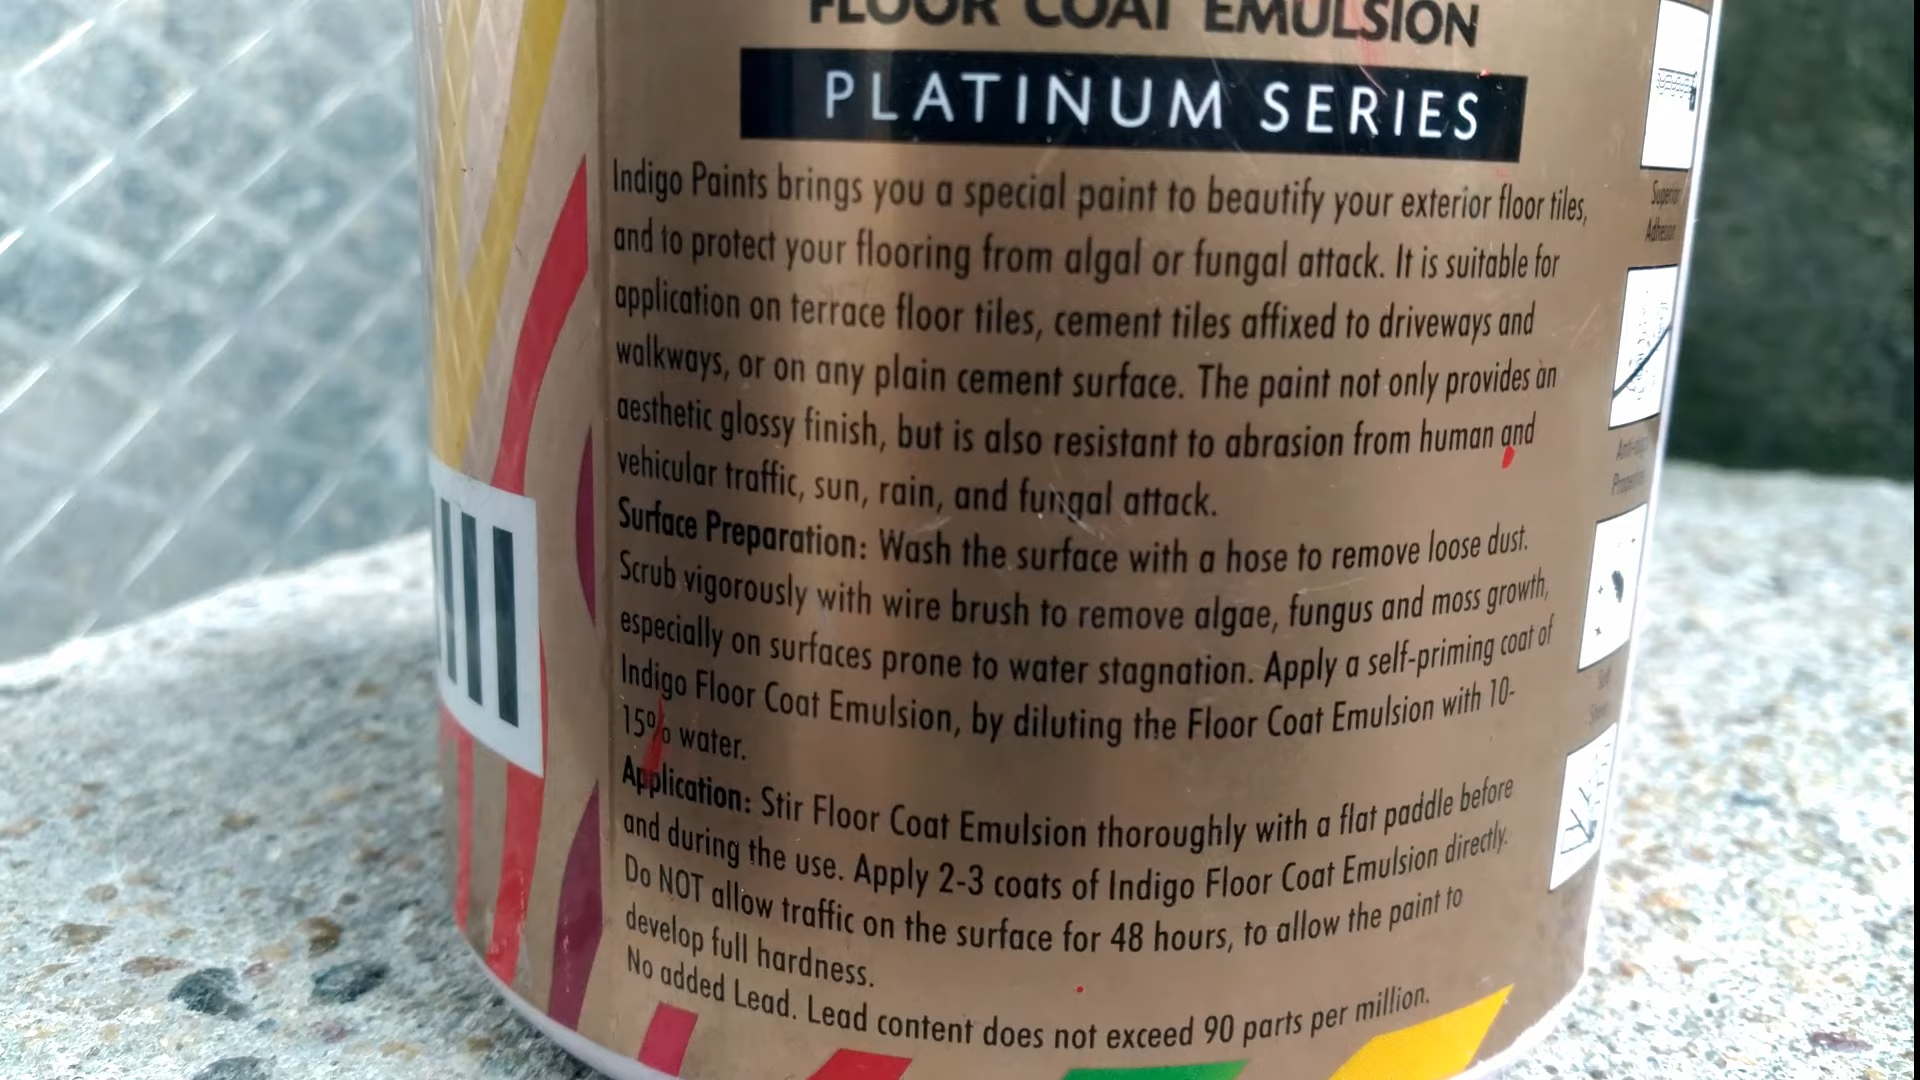 FLOOR COAT EMULSION
PLATINUM SERIES
Indigo Paints brings you a special paint to beautify your exterior floor tiles,
and to protect your flooring from algal or fungal attack. It is suitable for
application on terrace floor tiles, cement tiles affixed to driveways and
walkways, or on any plain cement surface. The paint not only provides an
aesthetic glossy finish, but is also resistant to abrasion from human and
vehicular traffic, sun, rain, and fungal attack.
Surface Preparation: Wash the surface with a hose to remove loose dust.
Scrub vigorously with wire brush to remove algae, fungus and moss growth,
especially on surfaces prone to water stagnation. Apply a self-priming coat of
Indigo Floor Coat Emulsion, by diluting the Floor Coat Emulsion with 10-
15% water.
Application: Stir Floor Coat Emulsion thoroughly with a flat paddle before
and during the use. Apply 2-3 coats of Indigo Floor Coat Emulsion directly.
Do NOT allow traffic on the surface for 48 hours, to allow the paint to
develop full hardness.
No added Lead. Lead content does not exceed 90 parts per million.
Superior
Adhesion